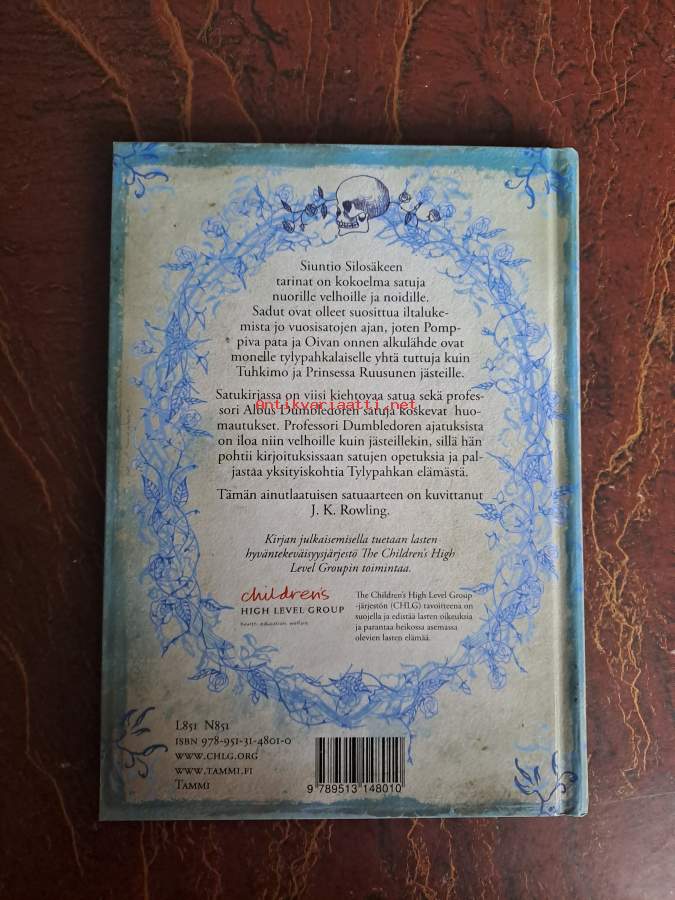 Siuntio Silosäkeen
tarinat on kokoelma satuja
nuorille velhoille ja noidille.
Sadut ovat olleet suosittua iltaluke-
mista jo vuosisatojen ajan, joten Pomp-
piva pata ja Oivan onnen alkulähde ovat
monelle tylypahkalaiselle yhtä tuttuja kuin
Tuhkimo ja Prinsessa Ruusunen jästeille.
Satukirjassa on viisi kiehtovaa satua sekä profes-
antikvariaatti.net
sori Albus Dumbledoren satuja koskevat huo-
mautukset. Professori Dumbledoren ajatuksista
on iloa niin velhoille kuin jästeillekin, sillä hän
pohtii kirjoituksissaan satujen opetuksia ja pal-
jastaa yksityiskohtia Tylypahkan elämästä.
Tämän ainutlaatuisen satuaarteen on kuvittanut
J. K. Rowling.
Kirjan julkaisemisella tuetaan lasten
hyväntekeväisyysjärjestö The Children's High
Level Groupin toimintaa.
children's
HIGH LEVEL GROUP
health. education. welfare
The Children's High Level Group
-järjestön (CHLG) tavoitteena on
suojella ja edistää lasten oikeuksia
ja parantaa heikossa asemassa
olevien lasten elämää.
L851 N851
ISBN 978-951-31-4801-0
WWW.CHLG.ORG
WWW.TAMMI.FI
TAMMI
9 789513 148010